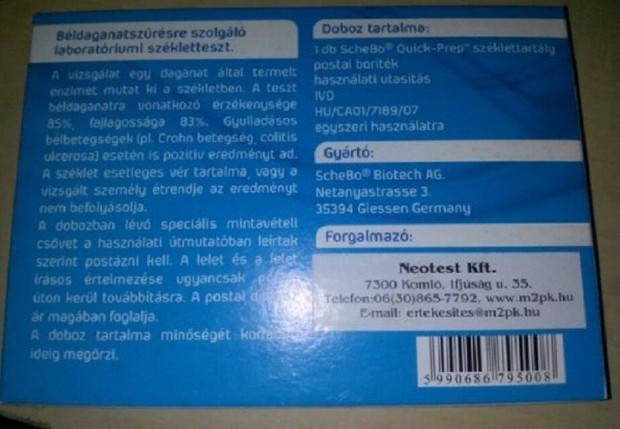 Béldaganatszűrésre szolgáló
laboratóriumi székletteszt.
A vizsgálat egy daganat által termelt
enzimet mutat ki a székletben. A teszt
béldaganatra vonatkozó érzékenysége
85%, fajlagossága 83%. Gyulladásos
bélbetegségek (pl. Crohn betegség, colitis
ulcerosa) esetén is pozitív eredményt ad.
A széklet esetleges vér tartalma, vagy a
vizsgált személy étrendje az eredményt
nem befolyásolja.
A dobozban lévő speciális mintavételi
csövet a használati útmutatóban leírtak
szerint postázni kell. A lelet és a lelet
írásos értelmezése ugyancsak
úton kerül továbbításra. A postai
ár magában foglalja.
A doboz tartalma minőségét
ideig megőrzi.
Doboz tartalma:
1 db ScheBo® Quick-Prep™ széklettartály
postai boríték
használati utasítás
IVD
HU/CA01/7189/07
egyszeri használatra
Gyártó:
ScheBo® Biotech AG.
Netanyastrasse 3.
35394 Giessen Germany
Forgalmazó:
Neotest Kft.
7300 Komló, Ifjúság u. 35.
Telefon:06(30)865-7792, www.m2pk.hu
E-mail: ertekesites@m2pk.hu
5 990686 795008